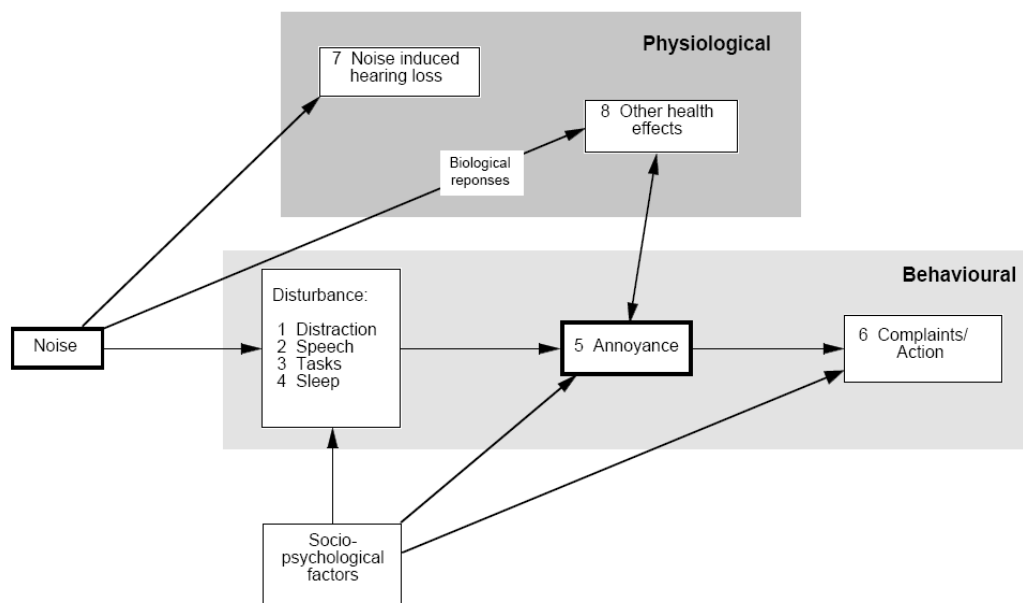 Physiological
7 Noise induced
hearing loss
8 Other health
effects
Biological
reponses
Behavioural
Disturbance:
1 Distraction
2 Speech
3 Tasks
4 Sleep
Noise
5 Annoyance
6 Complaints/
Action
Socio-
psychological
factors